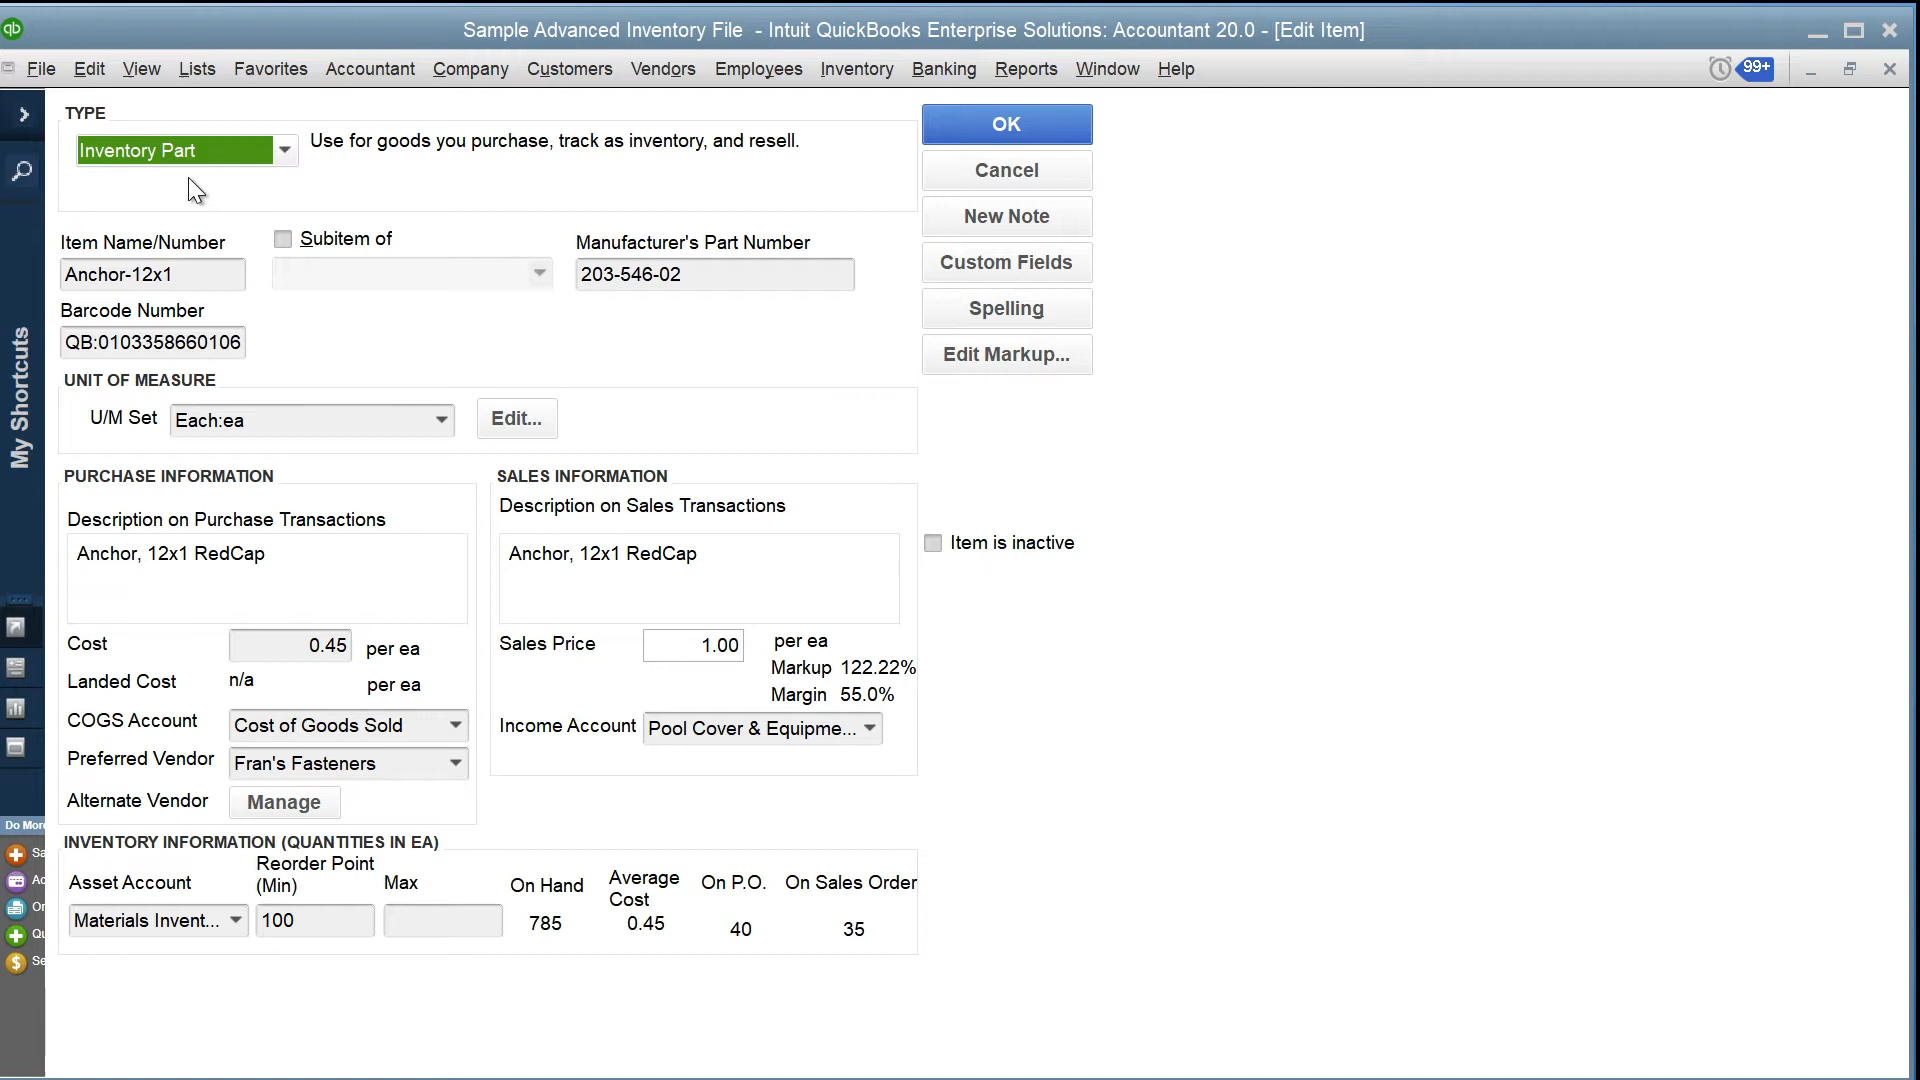 qb
Sample Advanced Inventory File - Intuit QuickBooks Enterprise Solutions: Accountant 20.0 - [Edit Item]
File Edit View Lists Favorites Accountant Company Customers Vendors Employees Inventory Banking Reports Window Help
99+
TYPE
Inventory Part
Use for goods you purchase, track as inventory, and resell.
OK
Cancel
New Note
Custom Fields
Spelling
Edit Markup...
Item Name/Number
Subitem of
Manufacturer's Part Number
Anchor-12x1
203-546-02
Barcode Number
QB:0103358660106
My Shortcuts
UNIT OF MEASURE
U/M Set
Each:ea
Edit...
PURCHASE INFORMATION
Description on Purchase Transactions
Anchor, 12x1 RedCap
Cost
0.45
per ea
Landed Cost
n/a
per ea
COGS Account
Cost of Goods Sold
Preferred Vendor
Fran's Fasteners
Alternate Vendor
Manage
SALES INFORMATION
Description on Sales Transactions
Anchor, 12x1 RedCap
Sales Price
1.00
per ea
Markup 122.22%
Margin 55.0%
Income Account
Pool Cover & Equipme...
Item is inactive
INVENTORY INFORMATION (QUANTITIES IN EA)
Asset Account
Reorder Point
(Min)
Max
On Hand
Average
Cost
On P.O.
On Sales Order
Materials Invent...
100
785
0.45
40
35
Do More
Sa
Ac
Or
Qu
Se